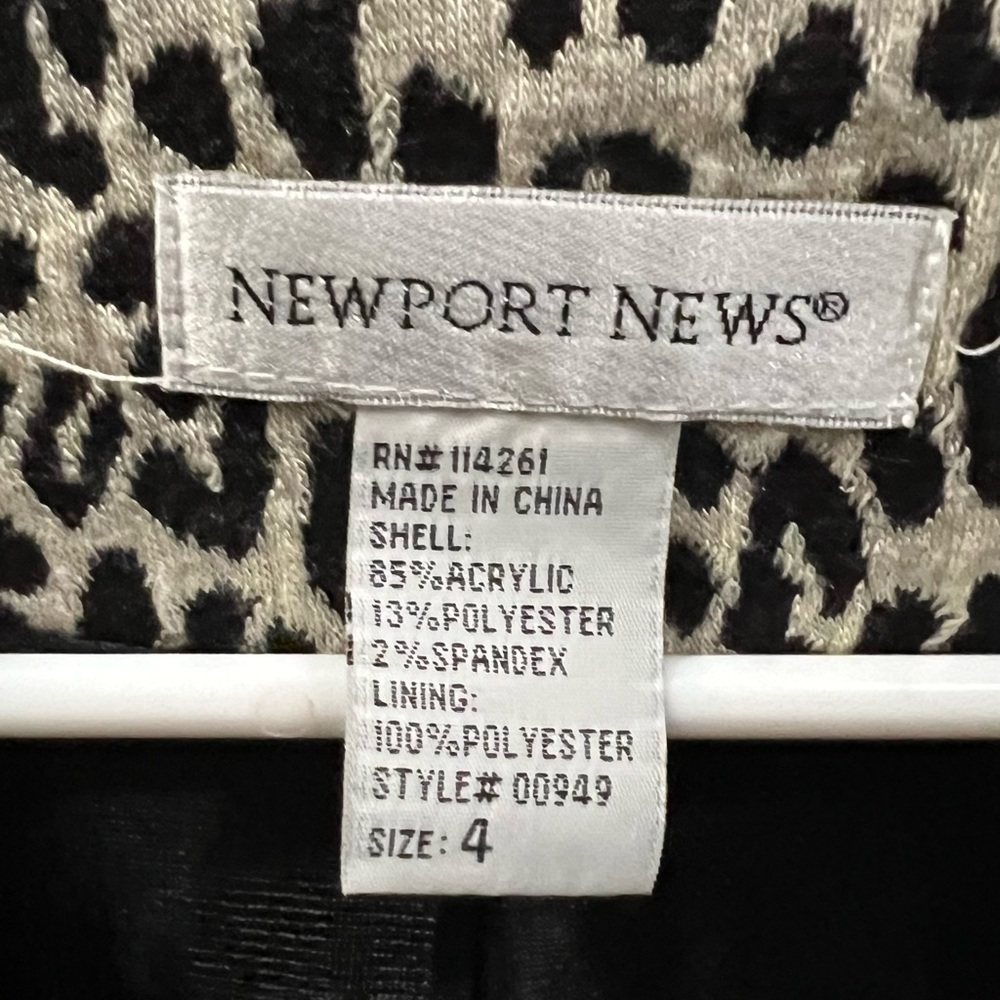 NEWPORT NEWS®
RN# 114261
MADE IN CHINA
SHELL:
85%ACRYLIC
13%POLYESTER
2%SPANDEX
LINING:
100%POLYESTER
STYLE# 00949
SIZE: 4